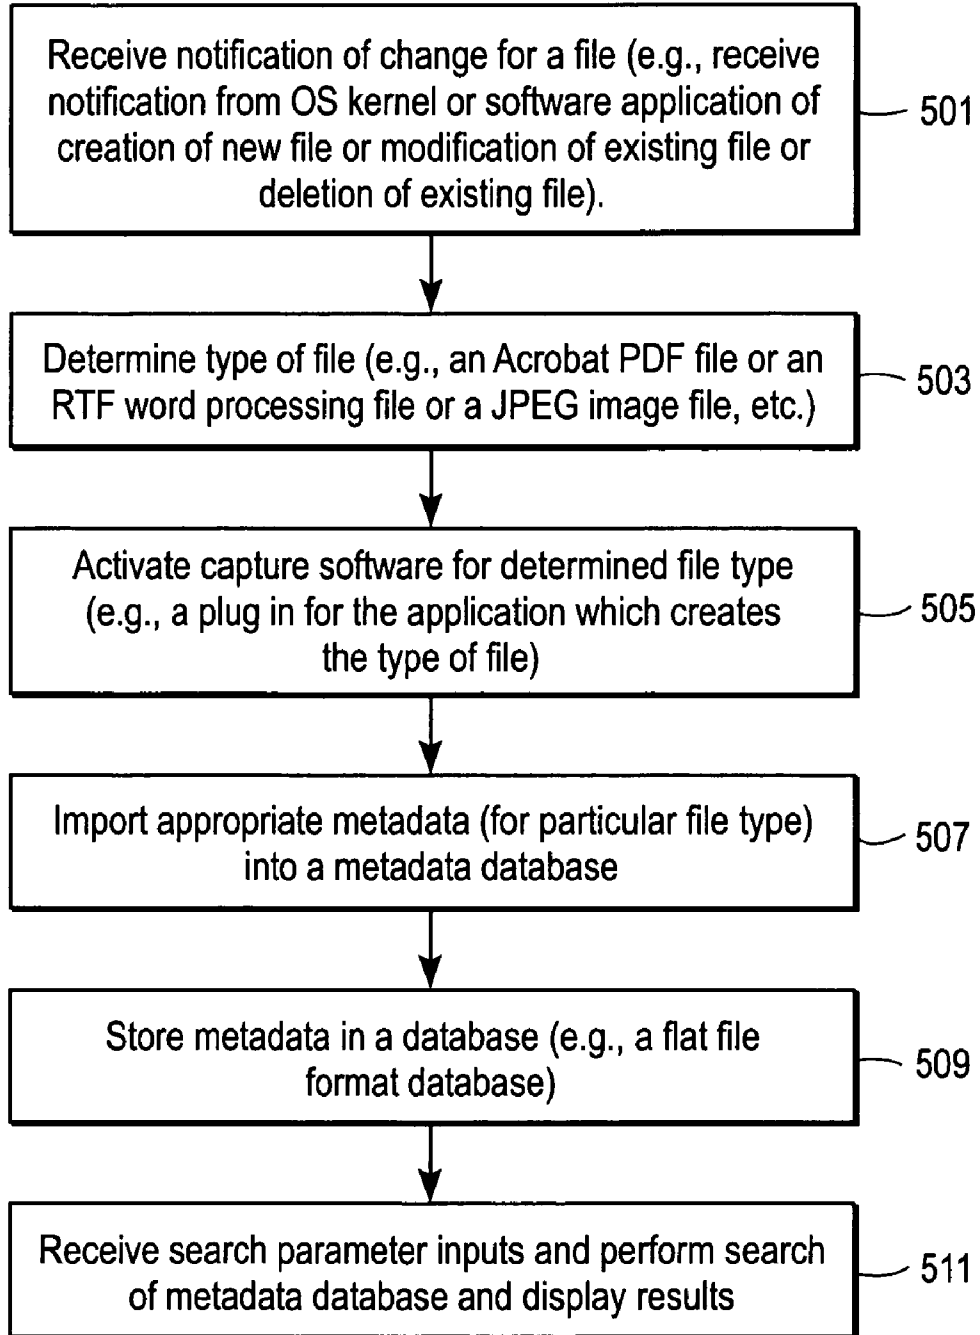 Receive notification of change for a file (e.g., receive
notification from OS kernel or software application of
creation of new file or modification of existing file or
deletion of existing file).
501
Determine type of file (e.g., an Acrobat PDF file or an
RTF word processing file or a JPEG image file, etc.)
503
Activate capture software for determined file type
(e.g., a plug in for the application which creates
the type of file)
505
Import appropriate metadata (for particular file type)
into a metadata database
507
Store metadata in a database (e.g., a flat file
format database)
509
Receive search parameter inputs and perform search
of metadata database and display results
511